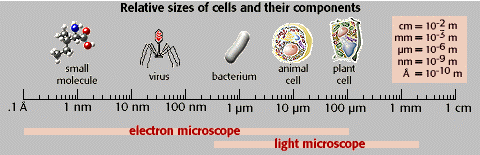 Relative sizes of cells and their components
cm = 10⁻² m
mm = 10⁻³ m
µm = 10⁻⁶ m
nm = 10⁻⁹ m
Å = 10⁻¹⁰ m
small
molecule
virus
bacterium
animal
cell
plant
cell
.1 Å 1 nm 10 nm 100 nm 1 µm 10 µm 100 µm 1 mm 1 cm
electron microscope
light microscope